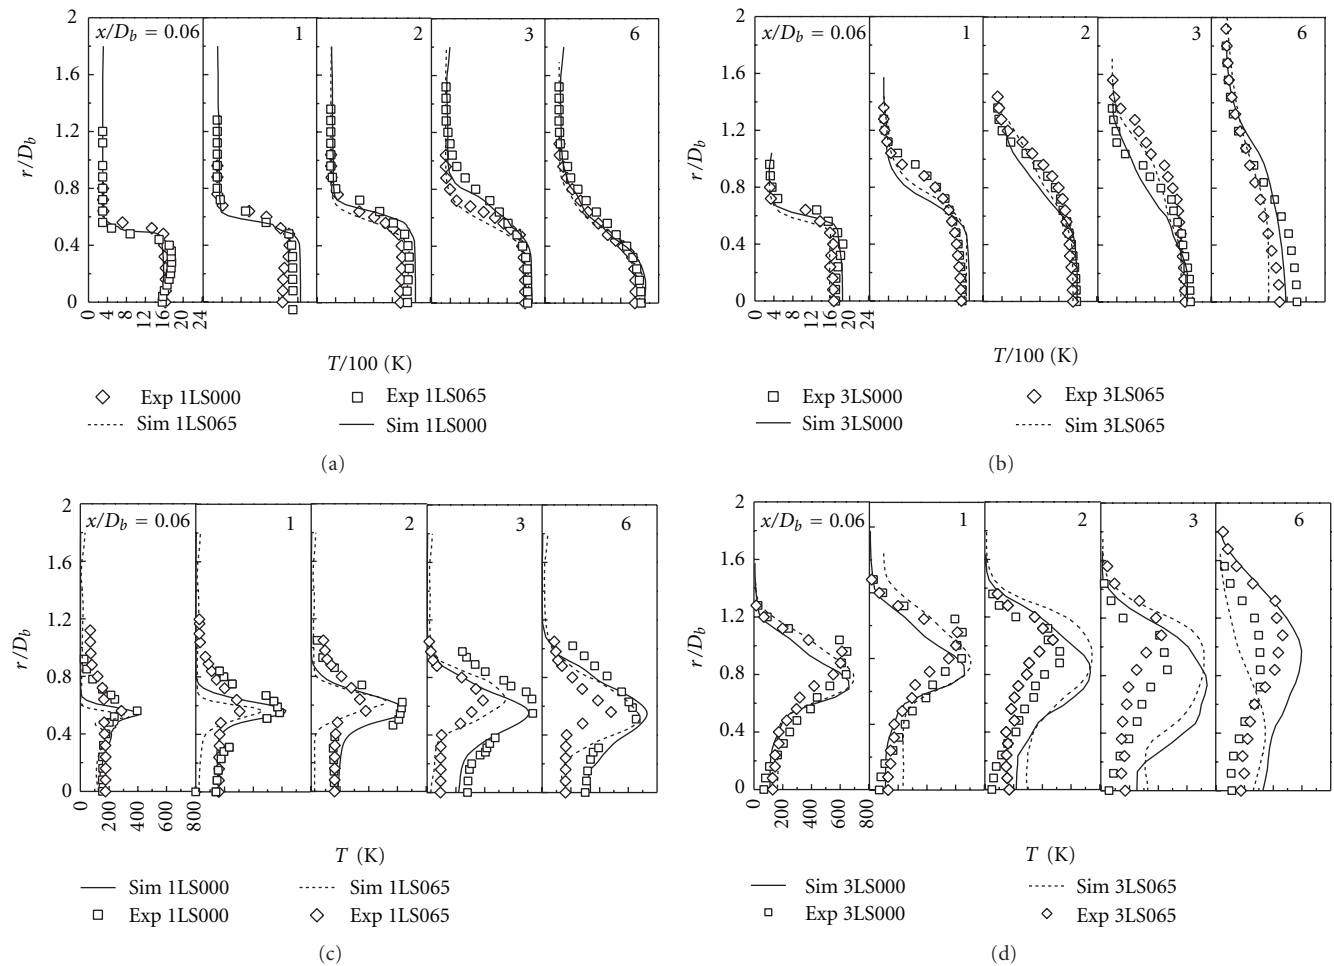 2
1.6
1.2
0.8
0.4
0
r/D_b
x/D_b = 0.06
1
2
3
6
0 4 8 12 16 20 24
T/100 (K)
Exp 1LS000
Exp 1LS065
Sim 1LS065
Sim 1LS000
(a)
2
1.6
1.2
0.8
0.4
0
r/D_b
x/D_b = 0.06
1
2
3
6
0 4 8 12 16 20 24
T/100 (K)
Exp 3LS000
Exp 3LS065
Sim 3LS000
Sim 3LS065
(b)
2
1.6
1.2
0.8
0.4
0
r/D_b
x/D_b = 0.06
1
2
3
6
0 200 400 600 800
T (K)
Sim 1LS000
Sim 1LS065
Exp 1LS000
Exp 1LS065
(c)
2
1.6
1.2
0.8
0.4
0
r/D_b
x/D_b = 0.06
1
2
3
6
0 200 400 600 800
T (K)
Sim 3LS000
Sim 3LS065
Exp 3LS000
Exp 3LS065
(d)